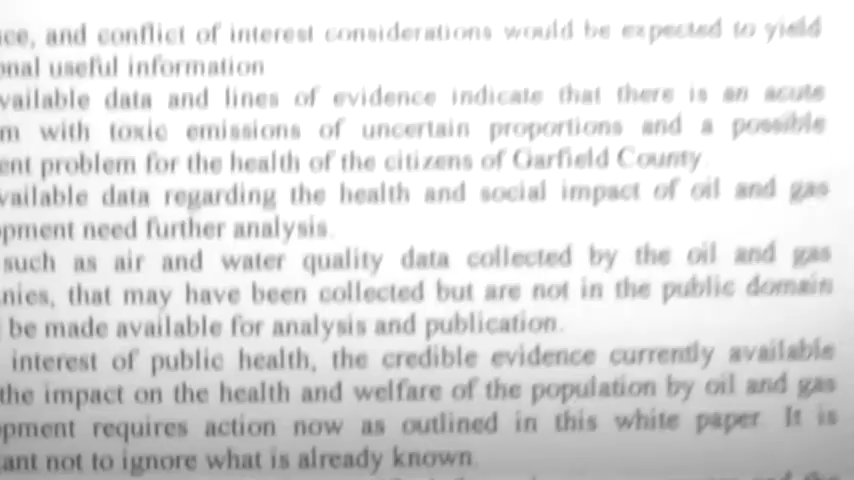 ce, and conflict of interest considerations would be expected to yield
onal useful information
vailable data and lines of evidence indicate that there is an acute
m with toxic emissions of uncertain proportions and a possible
ent problem for the health of the citizens of Garfield County.
vailable data regarding the health and social impact of oil and gas
pment need further analysis.
such as air and water quality data collected by the oil and gas
nies, that may have been collected but are not in the public domain
be made available for analysis and publication.
interest of public health, the credible evidence currently available
the impact on the health and welfare of the population by oil and gas
pment requires action now as outlined in this white paper. It is
ant not to ignore what is already known.